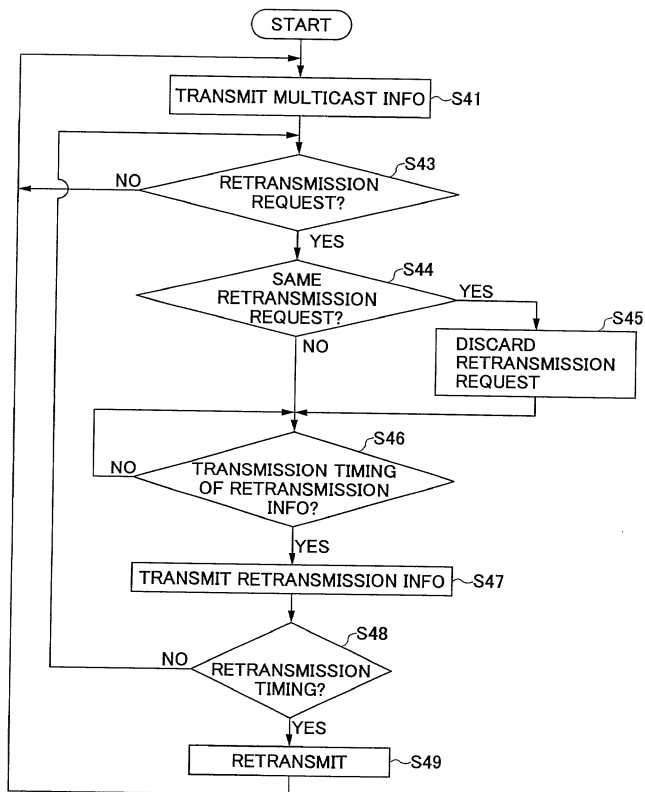 START
TRANSMIT MULTICAST INFO
S41
S43
NO
RETRANSMISSION
REQUEST?
YES
S44
SAME
RETRANSMISSION
REQUEST?
YES
NO
S45
DISCARD
RETRANSMISSION
REQUEST
S46
NO
TRANSMISSION TIMING
OF RETRANSMISSION
INFO?
YES
TRANSMIT RETRANSMISSION INFO
S47
S48
NO
RETRANSMISSION
TIMING?
YES
RETRANSMIT
S49